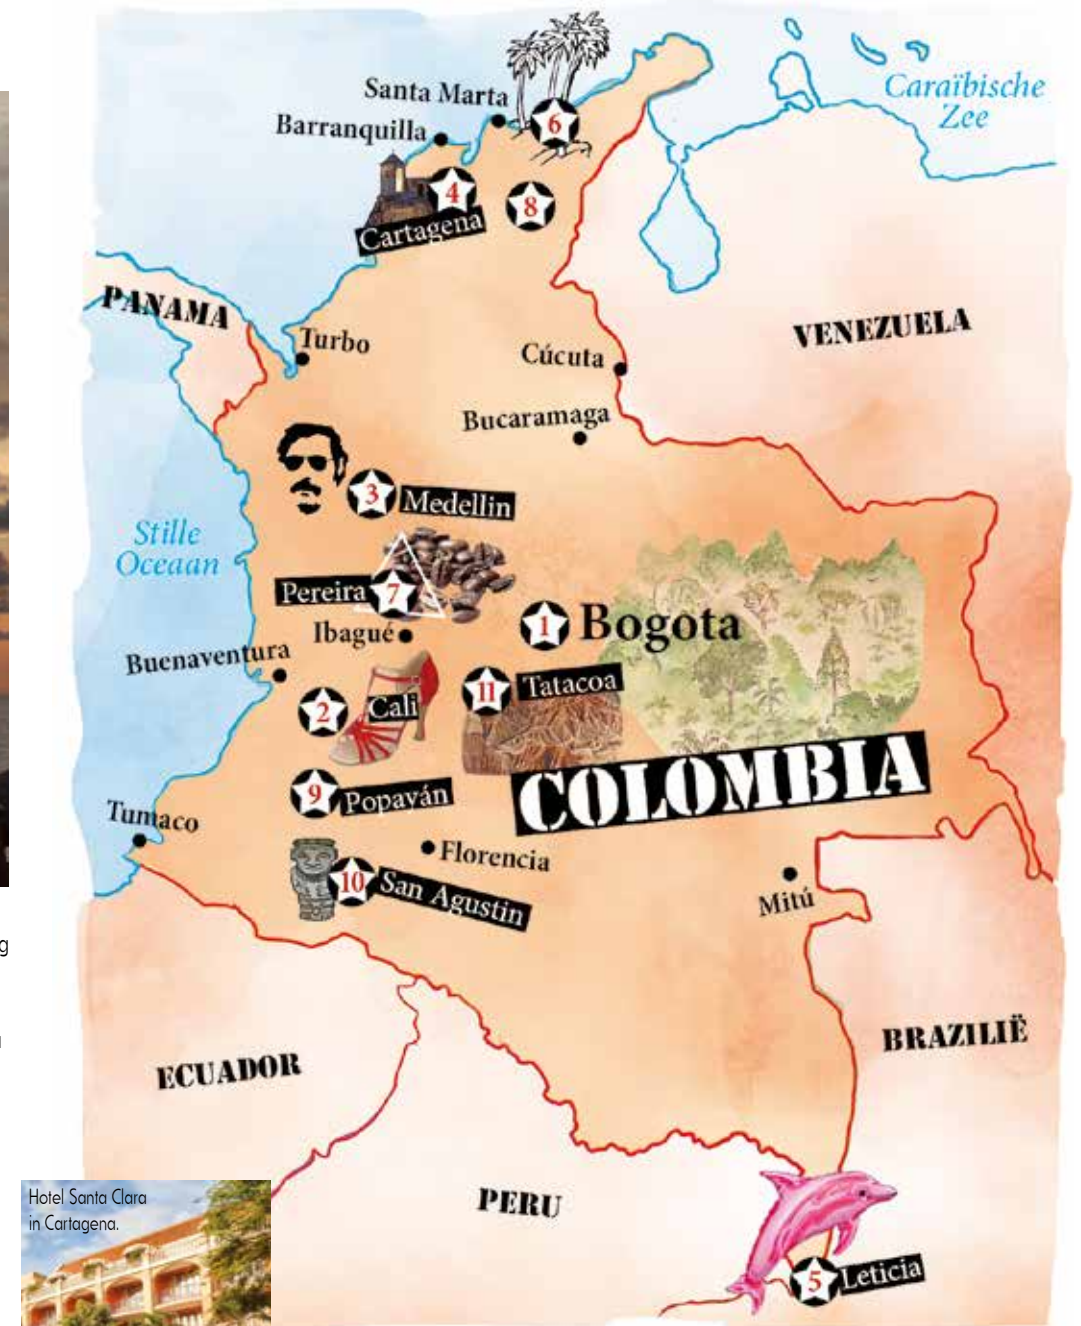 Caraïbische
Zee
Santa Marta
Barranquilla
6
4
8
Cartagena
PANAMA
VENEZUELA
Turbo
Cúcuta
Bucaramaga
3
Medellin
Stille
Oceaan
Pereira
7
1
Bogota
Ibagué
Buenaventura
11
Tatacoa
2
Cali
COLOMBIA
9
Popaván
Tumaco
Florencia
10
San Agustin
Mitú
BRAZILIË
ECUADOR
PERU
5
Leticia
Hotel Santa Clara
in Cartagena.